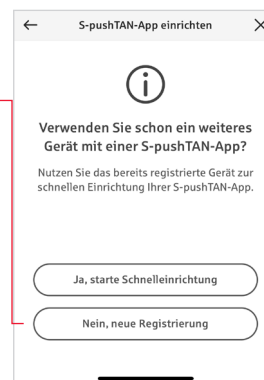 S-pushTAN-App einrichten
Verwenden Sie schon ein weiteres
Gerät mit einer S-pushTAN-App?
Nutzen Sie das bereits registrierte Gerät zur
schnellen Einrichtung Ihrer S-pushTAN-App.
Ja, starte Schnelleinrichtung
Nein, neue Registrierung